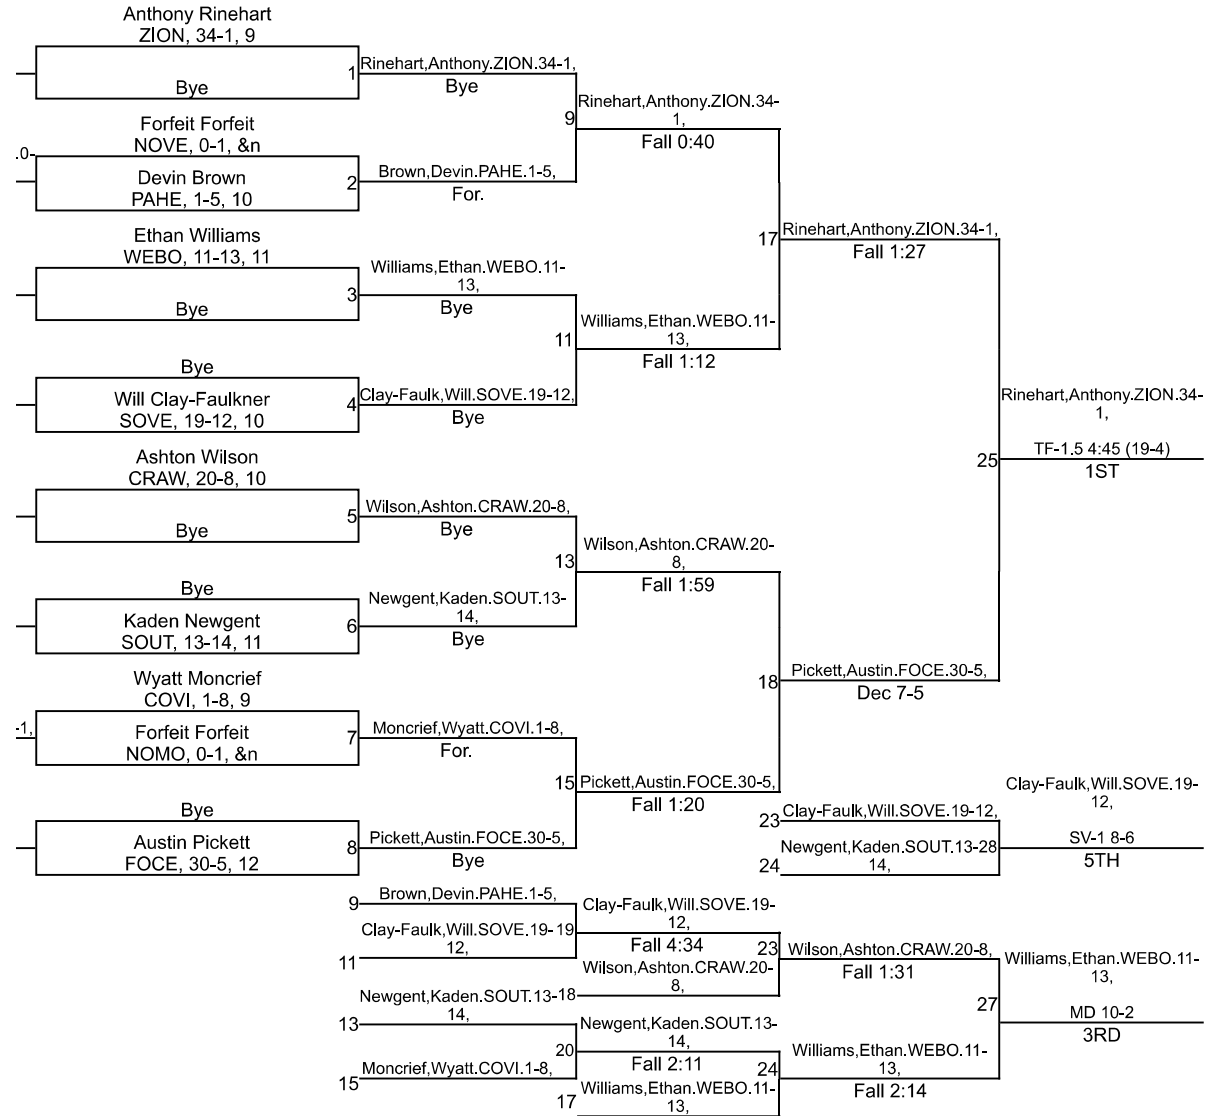 Anthony Rinehart
ZION, 34-1, 9
1
Bye
Rinehart,Anthony.ZION.34-1,
Bye
Forfeit Forfeit
NOVE, 0-1, &n
.0-
Devin Brown
PAHE, 1-5, 10
2
Brown,Devin.PAHE.1-5,
For.
9
Rinehart,Anthony.ZION.34-
1,
Fall 0:40
Ethan Williams
WEBO, 11-13, 11
3
Bye
Williams,Ethan.WEBO.11-
13,
Bye
Bye
Will Clay-Faulkner
SOVE, 19-12, 10
4
Clay-Faulk,Will.SOVE.19-12,
Bye
11
Williams,Ethan.WEBO.11-
13,
Fall 1:12
17
Rinehart,Anthony.ZION.34-1,
Fall 1:27
Ashton Wilson
CRAW, 20-8, 10
5
Bye
Wilson,Ashton.CRAW.20-8,
Bye
Bye
Kaden Newgent
SOUT, 13-14, 11
6
Newgent,Kaden.SOUT.13-
14,
Bye
13
Wilson,Ashton.CRAW.20-
8,
Fall 1:59
Wyatt Moncrief
COVI, 1-8, 9
-1,
Forfeit Forfeit
NOMO, 0-1, &n
7
Moncrief,Wyatt.COVI.1-8,
For.
Bye
Austin Pickett
FOCE, 30-5, 12
8
Pickett,Austin.FOCE.30-5,
Bye
15
Pickett,Austin.FOCE.30-5,
Fall 1:20
18
Pickett,Austin.FOCE.30-5,
Dec 7-5
25
Rinehart,Anthony.ZION.34-
1,
TF-1.5 4:45 (19-4)
1ST
23
Clay-Faulk,Will.SOVE.19-12,
24
Newgent,Kaden.SOUT.13-
14,
28
Clay-Faulk,Will.SOVE.19-
12,
SV-1 8-6
5TH
9
Brown,Devin.PAHE.1-5,
11
Clay-Faulk,Will.SOVE.19-
12,
19
Clay-Faulk,Will.SOVE.19-
12,
Fall 4:34
18
Wilson,Ashton.CRAW.20-
8,
23
Wilson,Ashton.CRAW.20-8,
Fall 1:31
13
Newgent,Kaden.SOUT.13-
14,
15
Moncrief,Wyatt.COVI.1-8,
20
Newgent,Kaden.SOUT.13-
14,
Fall 2:11
17
Williams,Ethan.WEBO.11-
13,
24
Williams,Ethan.WEBO.11-
13,
Fall 2:14
27
Williams,Ethan.WEBO.11-
13,
MD 10-2
3RD